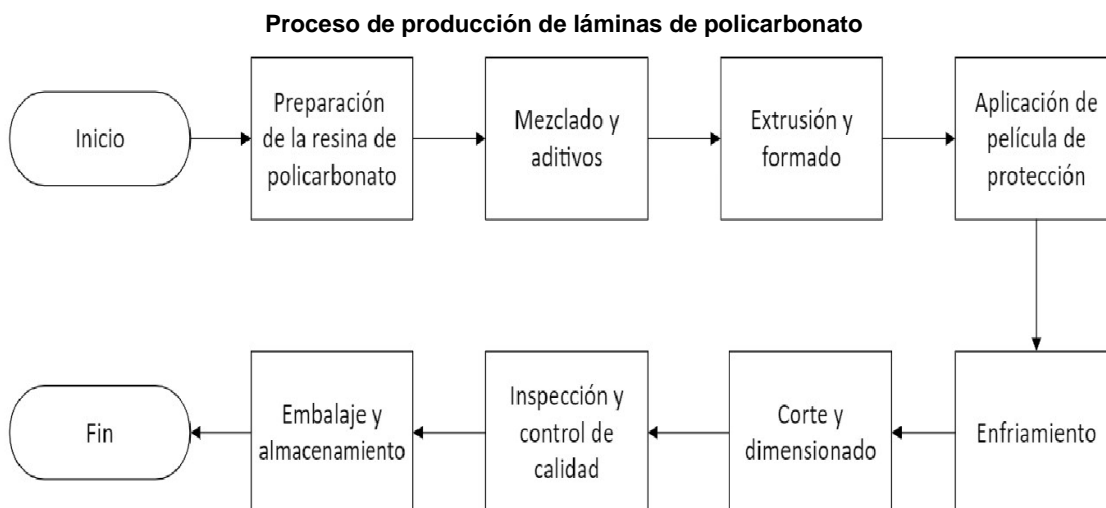 Proceso de producción de láminas de policarbonato
Inicio
Preparación
de la resina de
policarbonato
Mezclado y
aditivos
Extrusión y
formado
Aplicación de
película de
protección
Enfriamiento
Corte y
dimensionado
Inspección y
control de
calidad
Embalaje y
almacenamiento
Fin